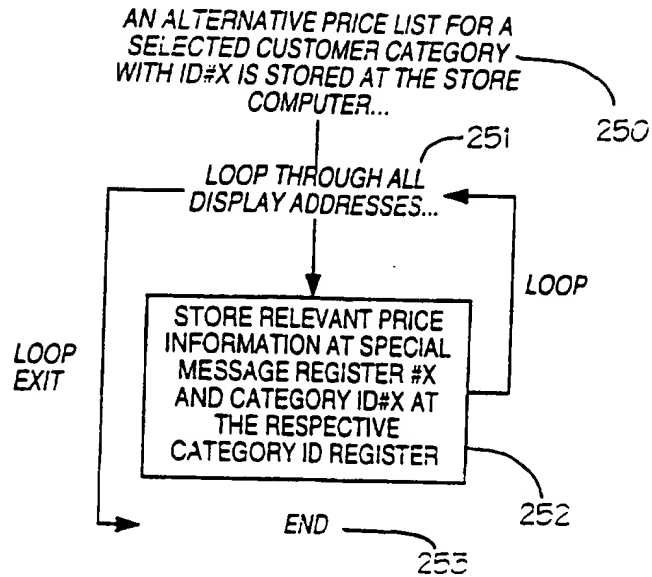 AN ALTERNATIVE PRICE LIST FOR A
SELECTED CUSTOMER CATEGORY
WITH ID#X IS STORED AT THE STORE
COMPUTER...
250
251
LOOP THROUGH ALL
DISPLAY ADDRESSES...
LOOP
STORE RELEVANT PRICE
INFORMATION AT SPECIAL
MESSAGE REGISTER #X
AND CATEGORY ID#X AT
THE RESPECTIVE
CATEGORY ID REGISTER
LOOP
EXIT
252
END
253